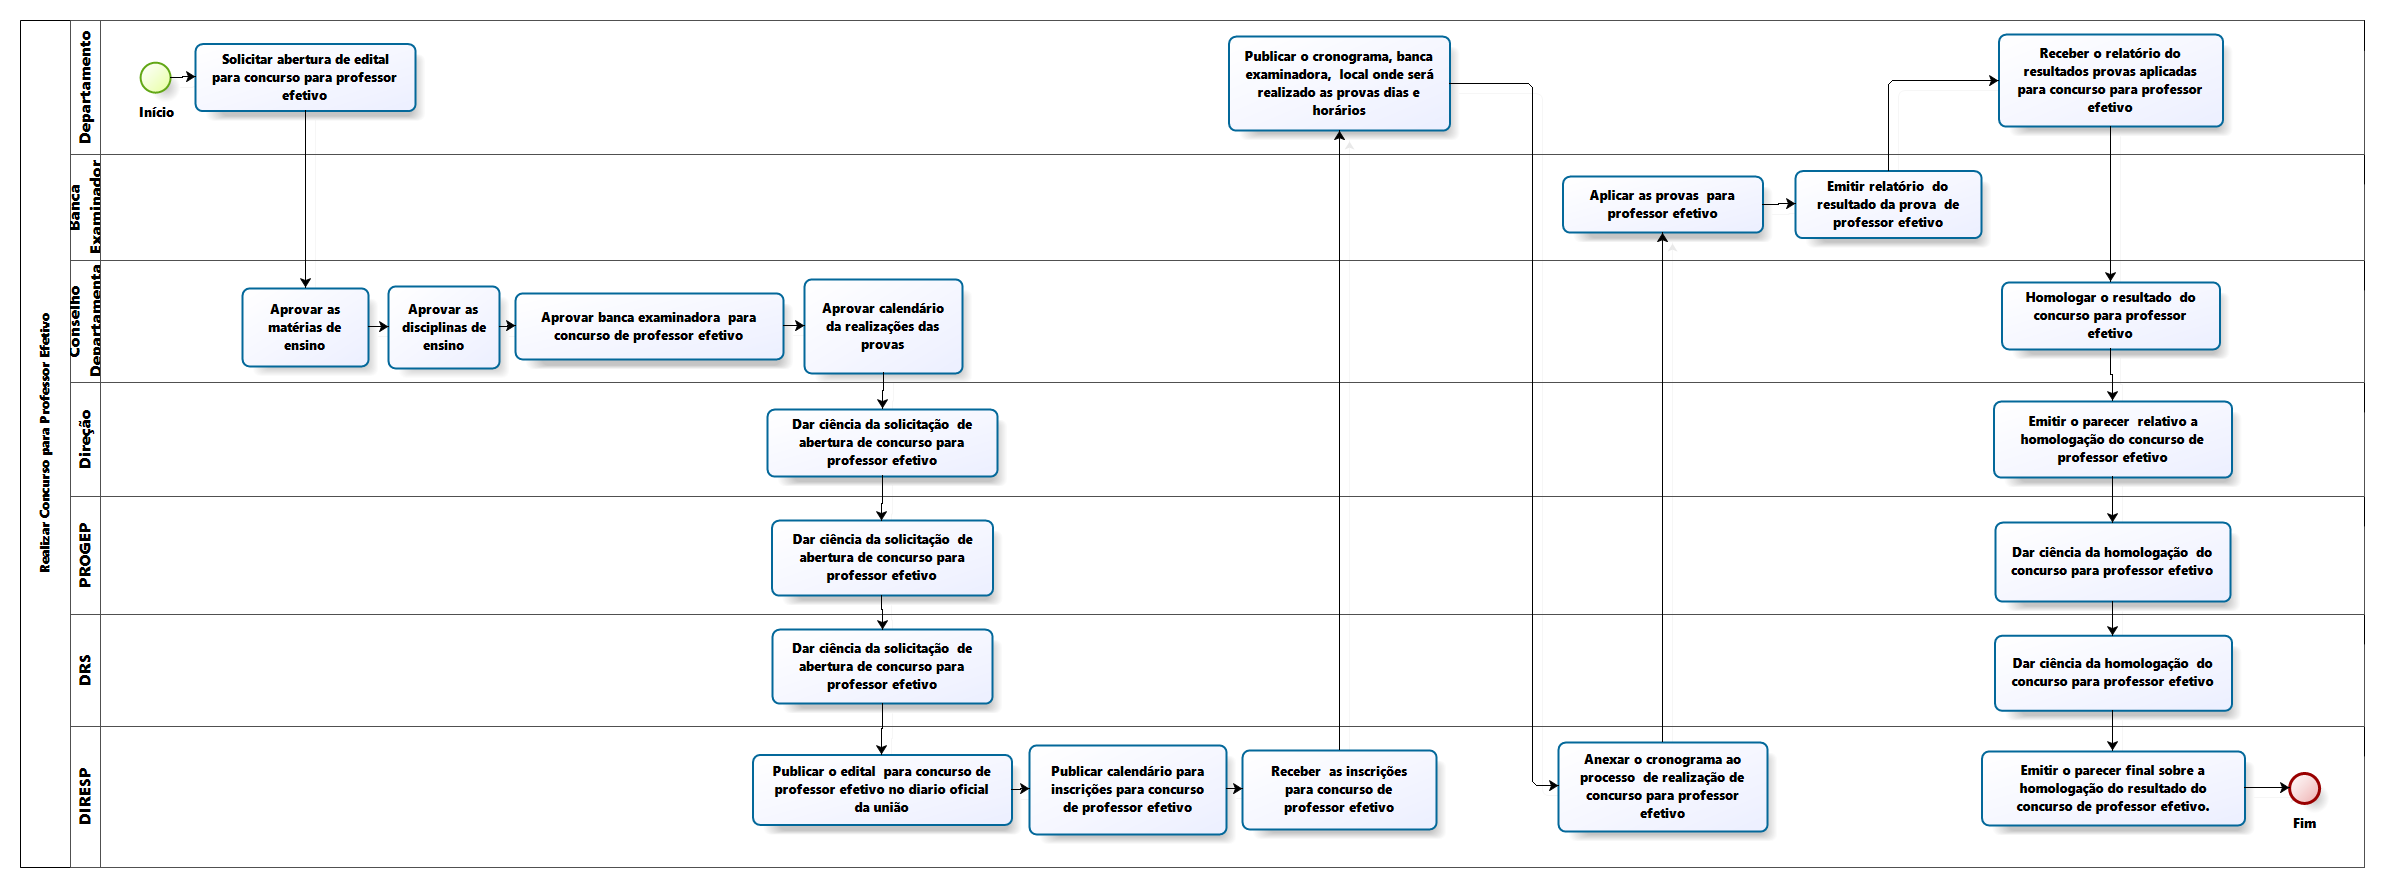 Realizar Concurso para Professor Efetivo
Departamento
Início
Solicitar abertura de edital
para concurso para professor
efetivo
Publicar o cronograma, banca
examinadora, local onde será
realizado as provas dias e
horários
Receber o relatório do
resultados provas aplicadas
para concurso para professor
efetivo
Banca
Examinador
Aplicar as provas para
professor efetivo
Emitir relatório do
resultado da prova de
professor efetivo
Conselho
Departamenta
Aprovar as
matérias de
ensino
Aprovar as
disciplinas de
ensino
Aprovar banca examinadora para
concurso de professor efetivo
Aprovar calendário
da realizações das
provas
Homologar o resultado do
concurso para professor
efetivo
Direção
Dar ciência da solicitação de
abertura de concurso para
professor efetivo
Emitir o parecer relativo a
homologação do concurso de
professor efetivo
PROGEP
Dar ciência da solicitação de
abertura de concurso para
professor efetivo
Dar ciência da homologação do
concurso para professor efetivo
DRS
Dar ciência da solicitação de
abertura de concurso para
professor efetivo
Dar ciência da homologação do
concurso para professor efetivo
DIRESP
Publicar o edital para concurso de
professor efetivo no diario oficial
da união
Publicar calendário para
inscrições para concurso
de professor efetivo
Receber as inscrições
para concurso de
professor efetivo
Anexar o cronograma ao
processo de realização de
concurso para professor
efetivo
Emitir o parecer final sobre a
homologação do resultado do
concurso de professor efetivo.
Fim